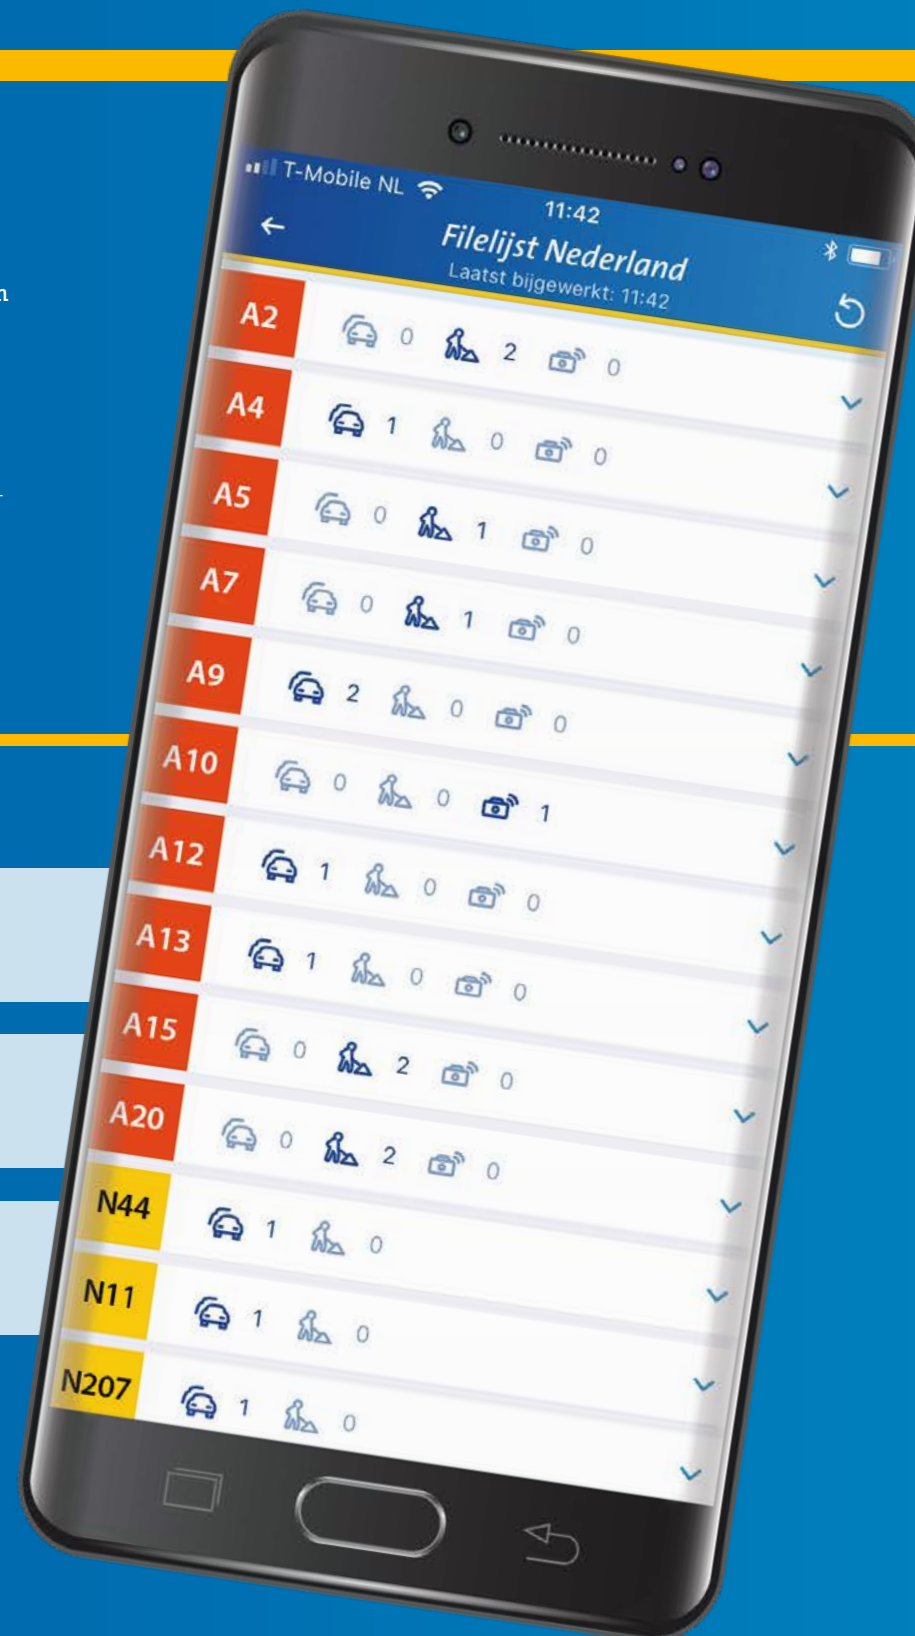 T-Mobile NL
11:42
Filelijst Nederland
Laatst bijgewerkt: 11:42
A2 0 2 0
A4 1 0 0
A5 0 1 0
A7 0 1 0
A9 2 0 0
A10 0 0 1
A12 1 0 0
A13 1 0 0
A15 0 2 0
A20 0 2 0
N44 1 0
N11 1 0
N207 1 0